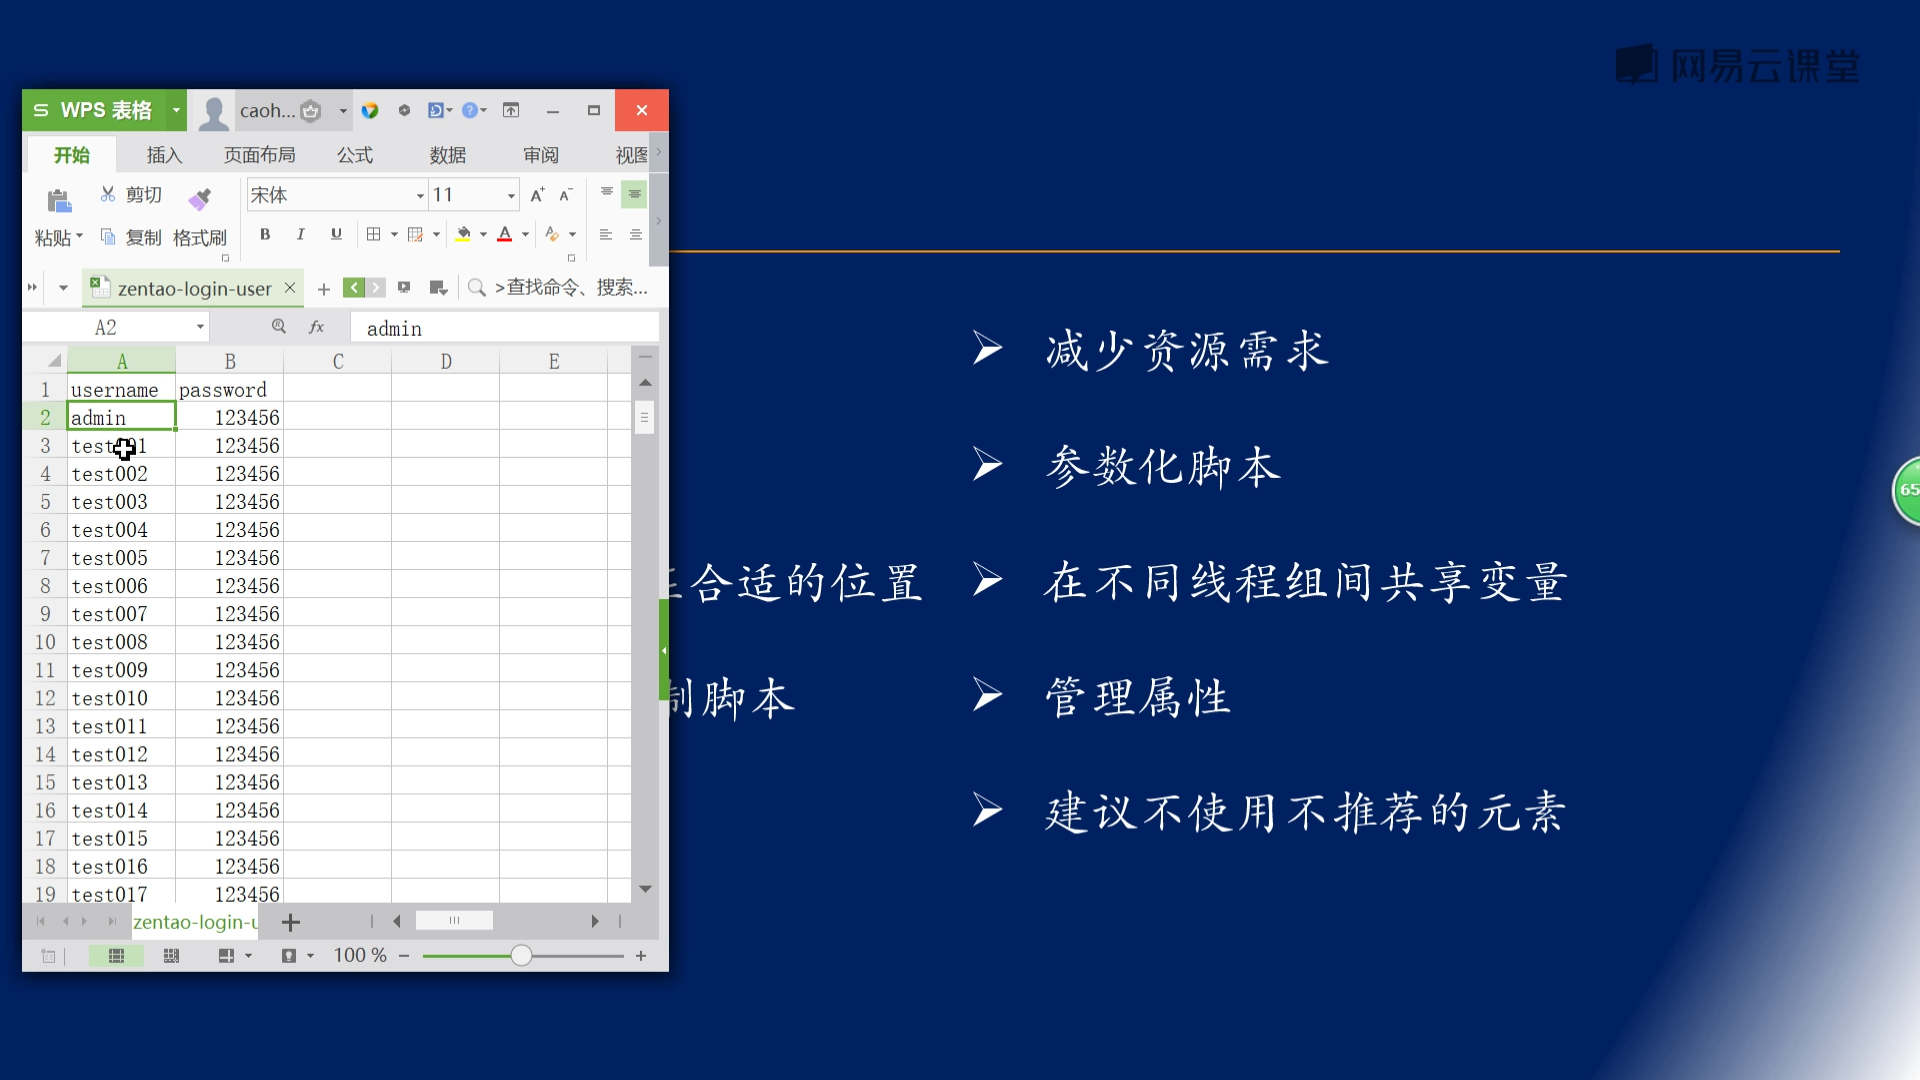 网易云课堂
WPS 表格
caoh...
开始 插入 页面布局 公式 数据 审阅 视图
剪切 宋体 11
粘贴 复制 格式刷 B I U
zentao-login-user >查找命令、搜索...
A2 fx admin
A B C D E
1 username password
2 admin 123456
3 123456
4 test002 123456
5 test003 123456
6 test004 123456
7 test005 123456
8 test006 123456
9 test007 123456
10 test008 123456
11 test009 123456
12 test010 123456
13 test011 123456
14 test012 123456
15 test013 123456
16 test014 123456
17 test015 123456
18 test016 123456
19 test017 123456
zentao-login-u
100 %
合适的位置
制脚本
减少资源需求
参数化脚本
在不同线程组间共享变量
管理属性
建议不使用不推荐的元素
65